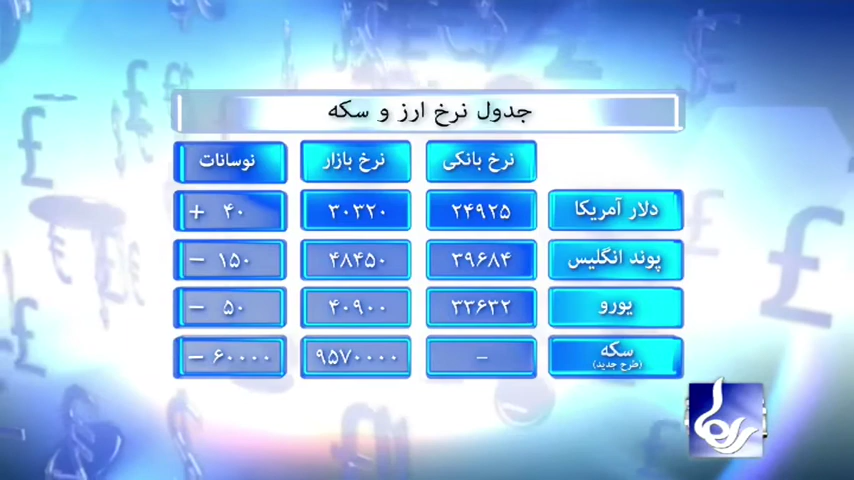 جدول نرخ ارز و سکه
نرخ بانکی نرخ بازار نوسانات
دلار آمریکا ۲۴۹۲۵ ۳۰۳۲۰ ۴۰ +
پوند انگلیس ۳۹۶۸۴ ۴۸۴۵۰ ۱۵۰ −
یورو ۳۳۶۳۲ ۴۰۹۰۰ ۵۰ −
سکه − ۹۵۷۰۰۰۰ ۶۰۰۰۰ −
(طرح جدید)